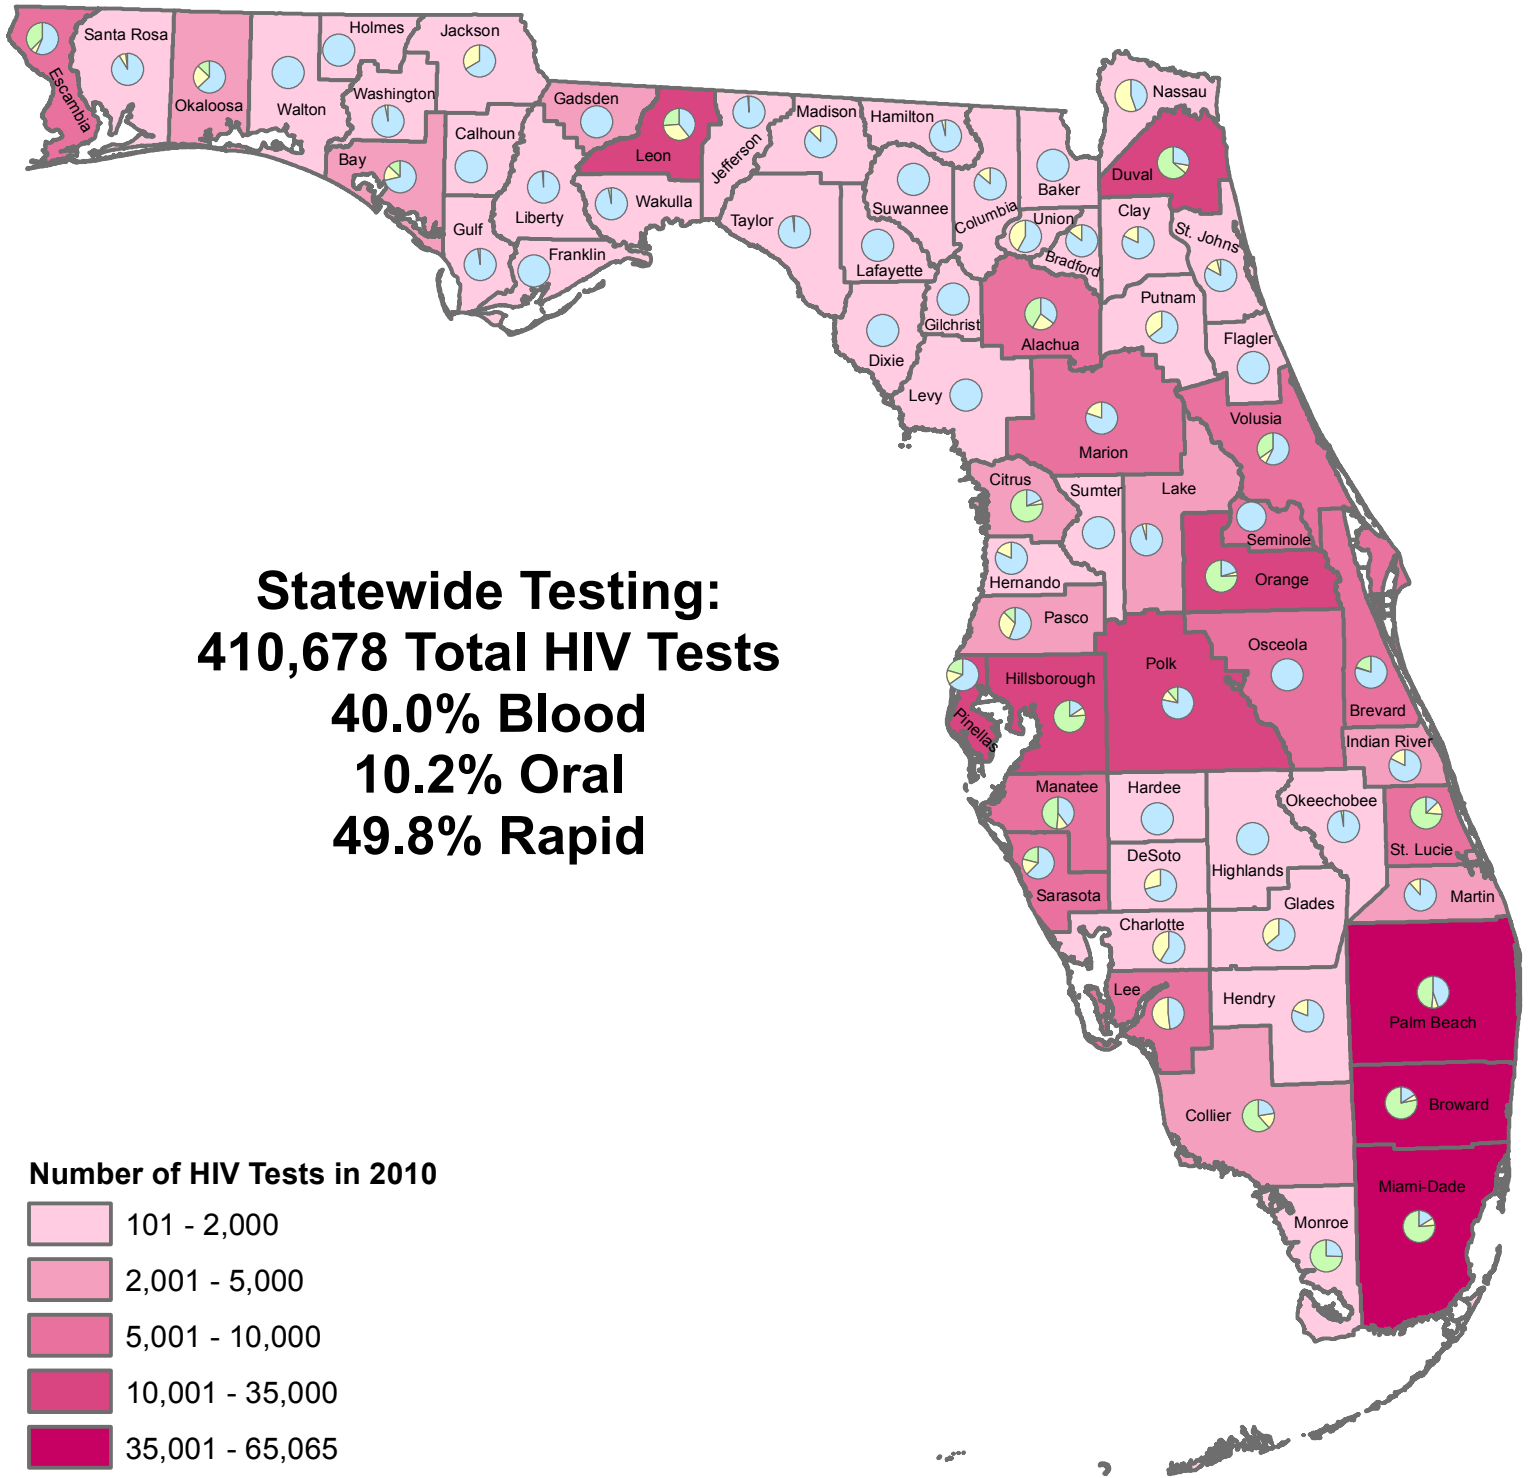 Holmes
Jackson
Santa Rosa
Escambia
Okaloosa
Walton
Washington
Gadsden
Madison
Hamilton
Nassau
Calhoun
Bay
Leon
Jefferson
Baker
Duval
Liberty
Wakulla
Suwannee
Columbia
Union
Clay
St. Johns
Gulf
Taylor
Franklin
Lafayette
Bradford
Putnam
Gilchrist
Alachua
Flagler
Dixie
Levy
Volusia
Marion
Citrus
Sumter
Lake
Seminole
Hernando
Orange
Pasco
Osceola
Polk
Hillsborough
Pinellas
Brevard
Indian River
Manatee
Hardee
Okeechobee
St. Lucie
DeSoto
Highlands
Sarasota
Martin
Glades
Charlotte
Lee
Hendry
Palm Beach
Broward
Collier
Miami-Dade
Monroe
Statewide Testing:
410,678 Total HIV Tests
40.0% Blood
10.2% Oral
49.8% Rapid
Number of HIV Tests in 2010
101 - 2,000
2,001 - 5,000
5,001 - 10,000
10,001 - 35,000
35,001 - 65,065